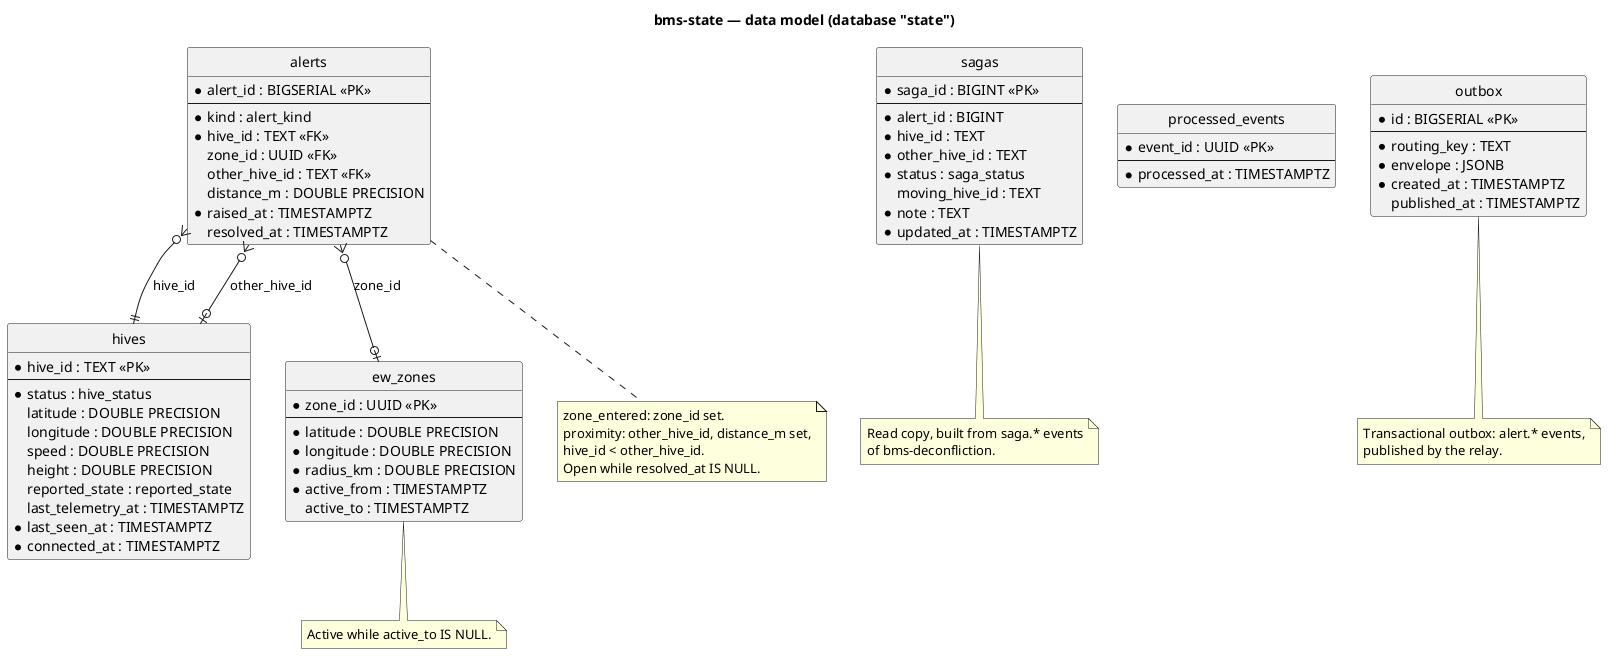 bms-state — data model (database "state")
alerts
* alert_id : BIGSERIAL «PK»
* kind : alert_kind
* hive_id : TEXT «FK»
zone_id : UUID «FK»
other_hive_id : TEXT «FK»
distance_m : DOUBLE PRECISION
* raised_at : TIMESTAMPTZ
resolved_at : TIMESTAMPTZ
sagas
* saga_id : BIGINT «PK»
* alert_id : BIGINT
* hive_id : TEXT
* other_hive_id : TEXT
* status : saga_status
moving_hive_id : TEXT
* note : TEXT
* updated_at : TIMESTAMPTZ
processed_events
* event_id : UUID «PK»
* processed_at : TIMESTAMPTZ
outbox
* id : BIGSERIAL «PK»
* routing_key : TEXT
* envelope : JSONB
* created_at : TIMESTAMPTZ
published_at : TIMESTAMPTZ
hive_id
other_hive_id
zone_id
hives
* hive_id : TEXT «PK»
* status : hive_status
latitude : DOUBLE PRECISION
longitude : DOUBLE PRECISION
speed : DOUBLE PRECISION
height : DOUBLE PRECISION
reported_state : reported_state
last_telemetry_at : TIMESTAMPTZ
* last_seen_at : TIMESTAMPTZ
* connected_at : TIMESTAMPTZ
ew_zones
* zone_id : UUID «PK»
* latitude : DOUBLE PRECISION
* longitude : DOUBLE PRECISION
* radius_km : DOUBLE PRECISION
* active_from : TIMESTAMPTZ
active_to : TIMESTAMPTZ
zone_entered: zone_id set.
proximity: other_hive_id, distance_m set,
hive_id < other_hive_id.
Open while resolved_at IS NULL.
Read copy, built from saga.* events
of bms-deconfliction.
Transactional outbox: alert.* events,
published by the relay.
Active while active_to IS NULL.